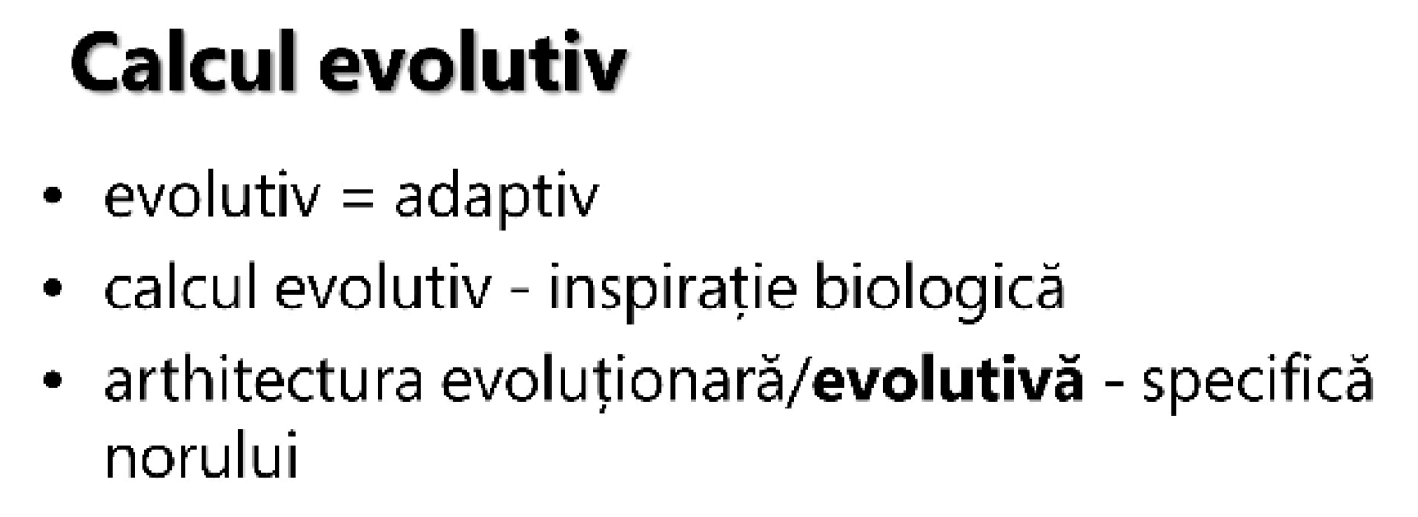 Calcul evolutiv
• evolutiv = adaptiv
• calcul evolutiv - inspirație biologică
• arthitectura evoluționară/evolutivă - specifică
norului